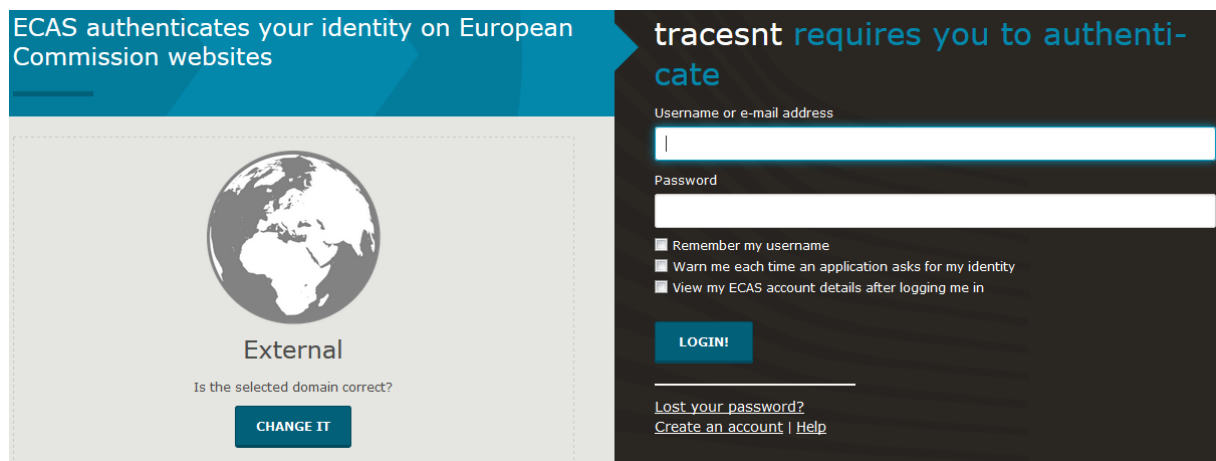 ECAS authenticates your identity on European
Commission websites
External
Is the selected domain correct?
CHANGE IT
tracesnt requires you to authenti-
cate
Username or e-mail address
Password
Remember my username
Warn me each time an application asks for my identity
View my ECAS account details after logging me in
LOGIN!
Lost your password?
Create an account | Help